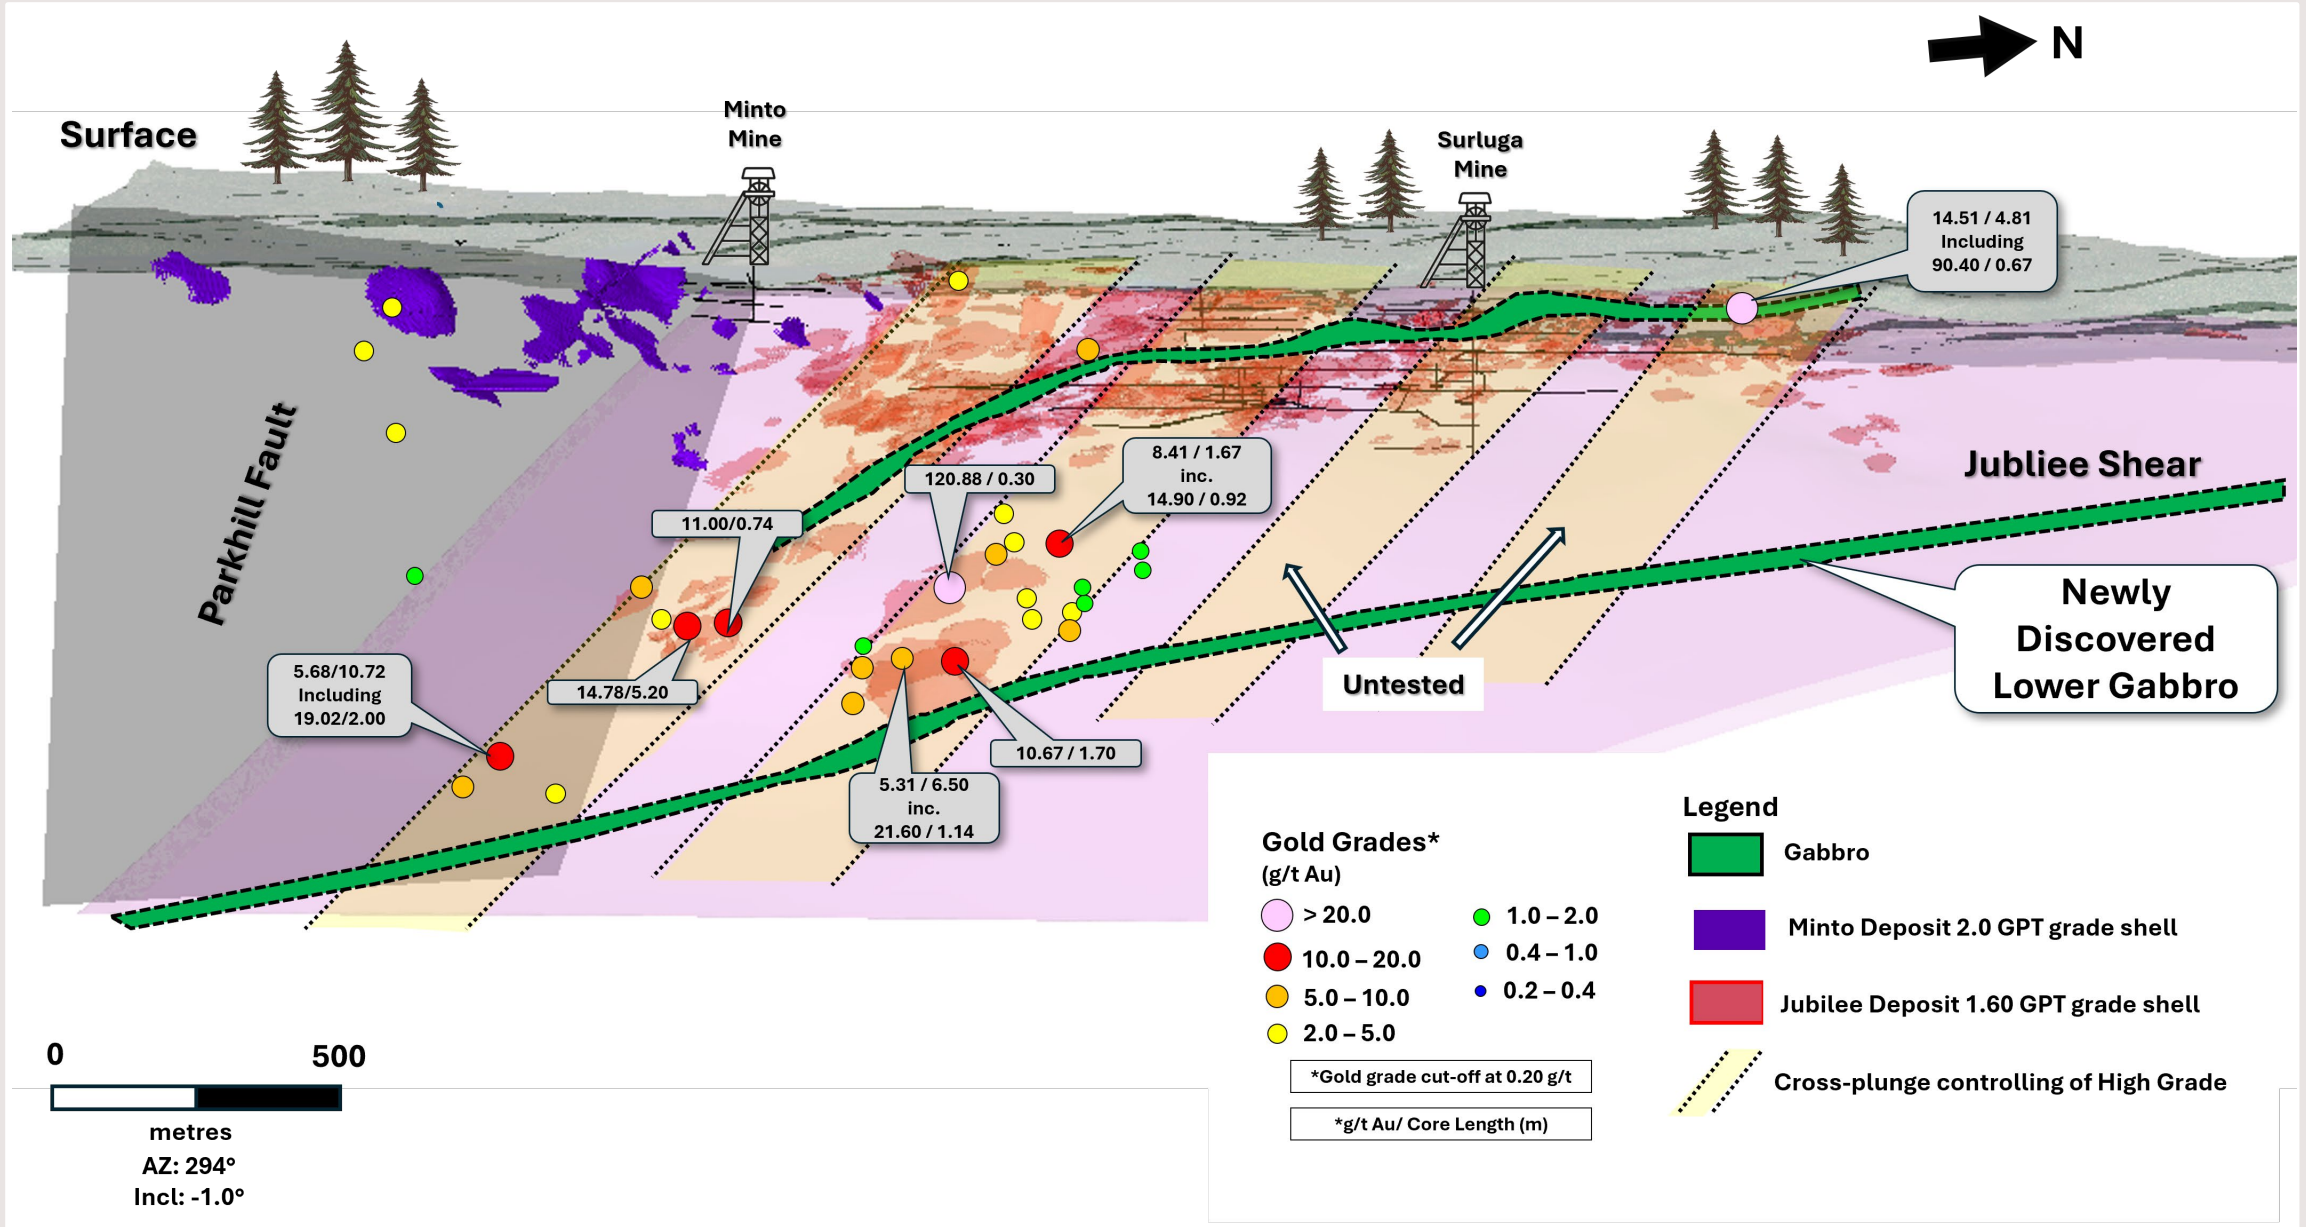 N
Surface
Minto
Mine
Surluga
Mine
14.51 / 4.81
Including
90.40 / 0.67
Parkhill Fault
Jubliee Shear
8.41 / 1.67
inc.
14.90 / 0.92
120.88 / 0.30
11.00/0.74
14.78/5.20
5.68/10.72
Including
19.02/2.00
10.67 / 1.70
5.31 / 6.50
inc.
21.60 / 1.14
Untested
Newly
Discovered
Lower Gabbro
Gold Grades*
(g/t Au)
> 20.0
10.0 – 20.0
5.0 – 10.0
2.0 – 5.0
1.0 – 2.0
0.4 – 1.0
0.2 – 0.4
*Gold grade cut-off at 0.20 g/t
*g/t Au/ Core Length (m)
Legend
Gabbro
Minto Deposit 2.0 GPT grade shell
Jubilee Deposit 1.60 GPT grade shell
Cross-plunge controlling of High Grade
0 500
metres
AZ: 294°
Incl: -1.0°